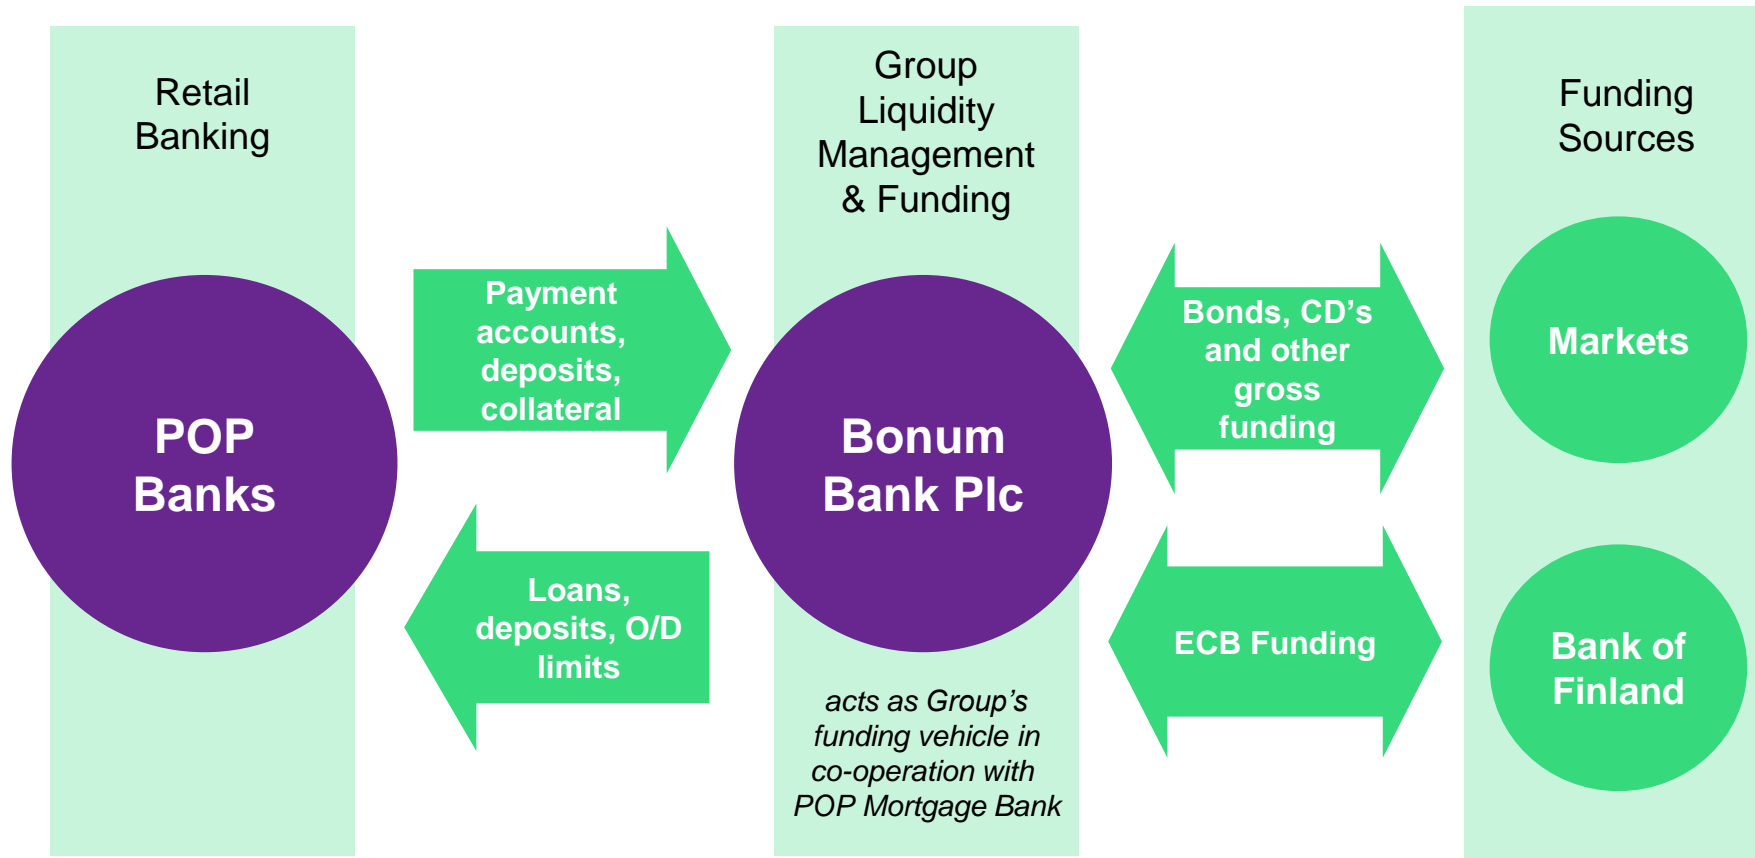 Retail
Banking
POP
Banks
Payment
accounts,
deposits,
collateral
Loans,
deposits, O/D
limits
Group
Liquidity
Management
& Funding
Bonum
Bank Plc
acts as Group’s
funding vehicle in
co-operation with
POP Mortgage Bank
Bonds, CD’s
and other
gross
funding
ECB Funding
Funding
Sources
Markets
Bank of
Finland